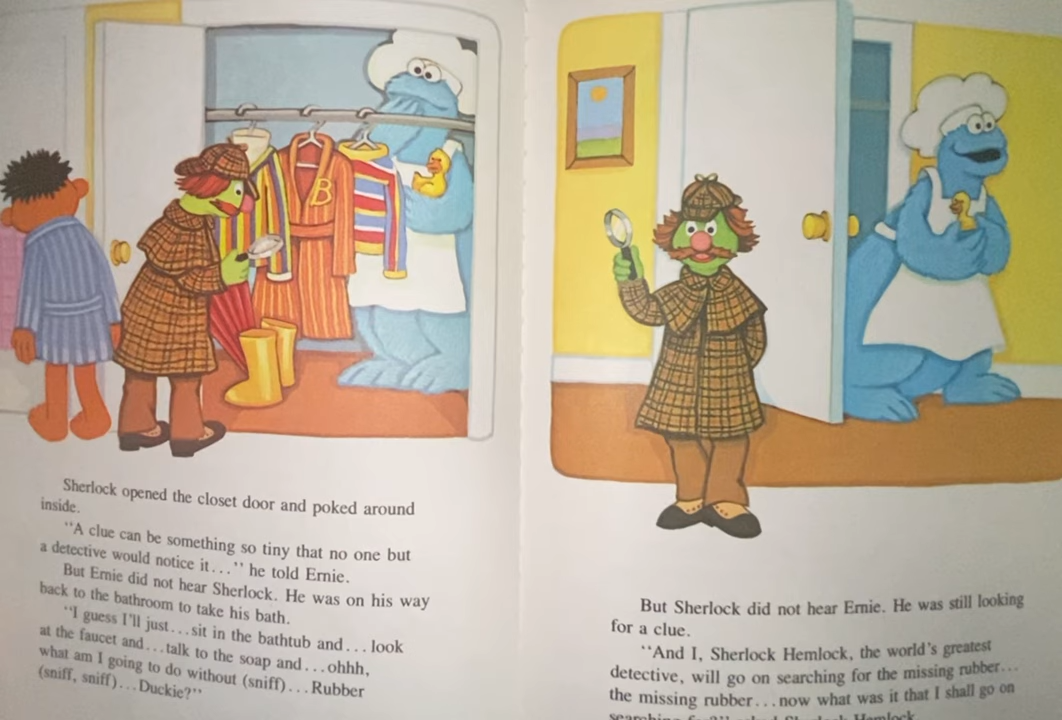 B
Sherlock opened the closet door and poked around
inside.
"A clue can be something so tiny that no one but
a detective would notice it..." he told Ernie.
But Ernie did not hear Sherlock. He was on his way
back to the bathroom to take his bath.
"I guess I'll just...sit in the bathtub and...look
at the faucet and...talk to the soap and...ohhh,
what am I going to do without (sniff)...Rubber
(sniff, sniff)...Duckie?"
But Sherlock did not hear Ernie. He was still looking
for a clue.
"And I, Sherlock Hemlock, the world's greatest
detective, will go on searching for the missing rubber...
the missing rubber...now what was it that I shall go on
searching for?" Sherlock Hemlock